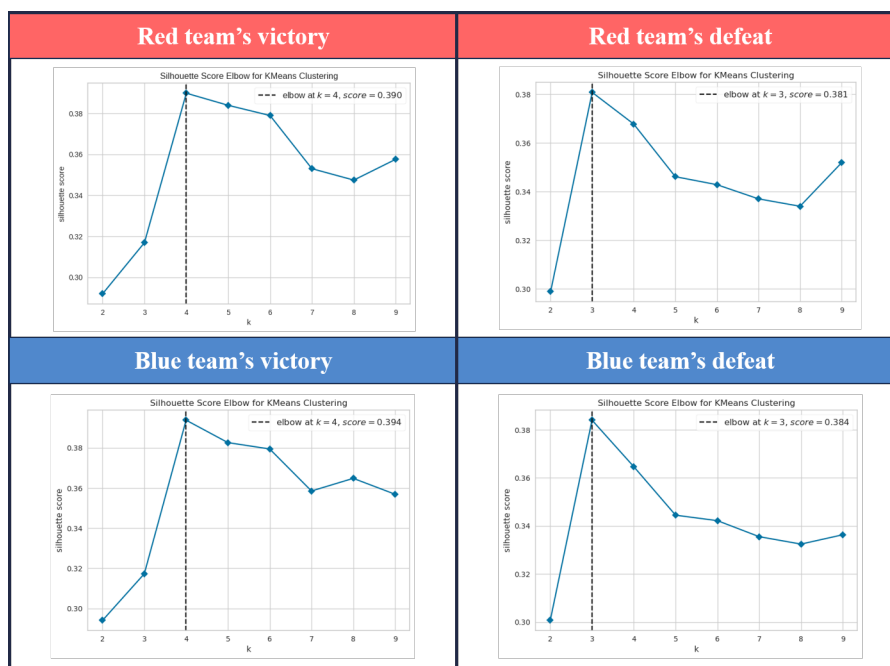 Red team's victory
Red team's defeat
Silhouette Score Elbow for KMeans Clustering
elbow at k = 4, score = 0.390
silhouette score
0.38
0.36
0.34
0.32
0.30
2 3 4 5 6 7 8 9
k
Silhouette Score Elbow for KMeans Clustering
elbow at k = 3, score = 0.381
silhouette score
0.38
0.36
0.34
0.32
0.30
2 3 4 5 6 7 8 9
k
Blue team's victory
Blue team's defeat
Silhouette Score Elbow for KMeans Clustering
elbow at k = 4, score = 0.394
silhouette score
0.38
0.36
0.34
0.32
0.30
2 3 4 5 6 7 8 9
k
Silhouette Score Elbow for KMeans Clustering
elbow at k = 3, score = 0.384
silhouette score
0.38
0.36
0.34
0.32
0.30
2 3 4 5 6 7 8 9
k